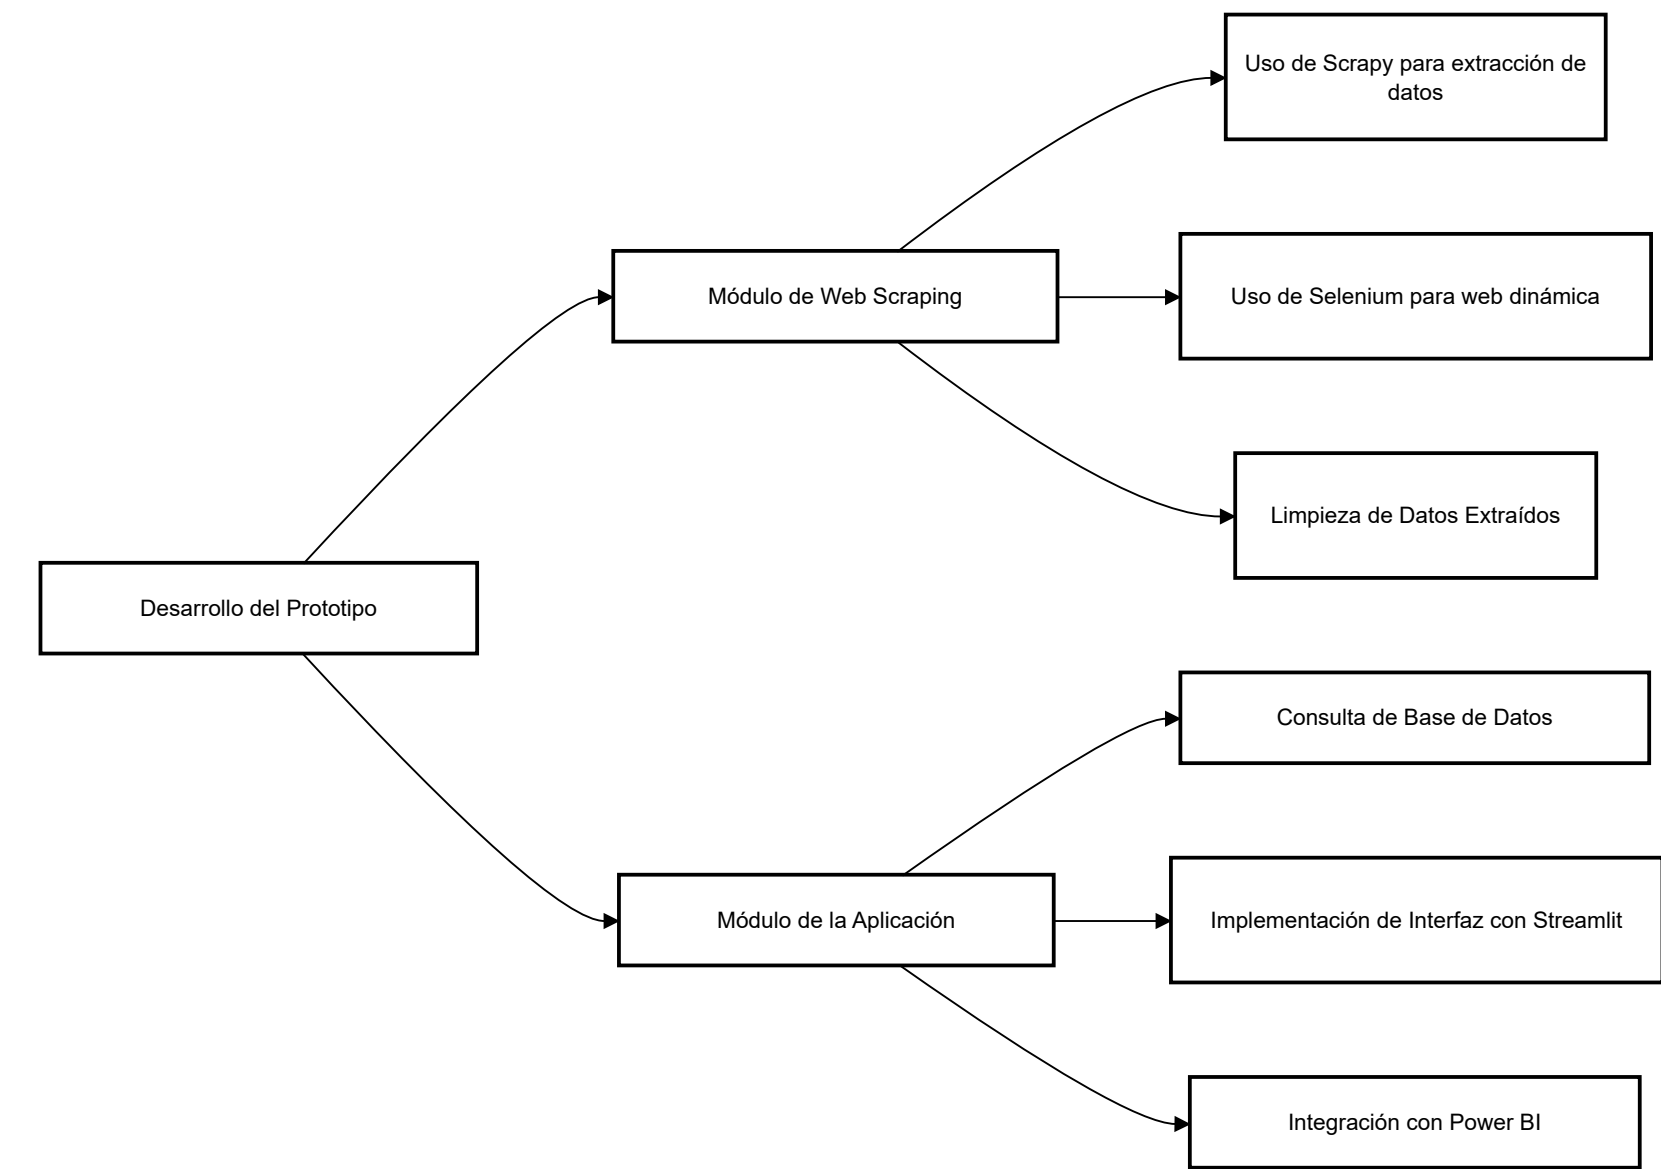 Uso de Scrapy para extracción de
datos
Módulo de Web Scraping
Uso de Selenium para web dinámica
Limpieza de Datos Extraídos
Desarrollo del Prototipo
Consulta de Base de Datos
Módulo de la Aplicación
Implementación de Interfaz con Streamlit
Integración con Power BI